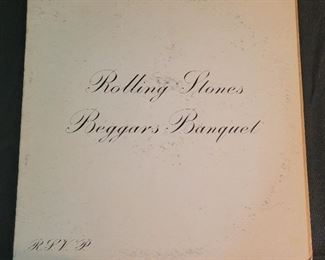 Rolling Stones
Beggars Banquet
R.S.V.P.